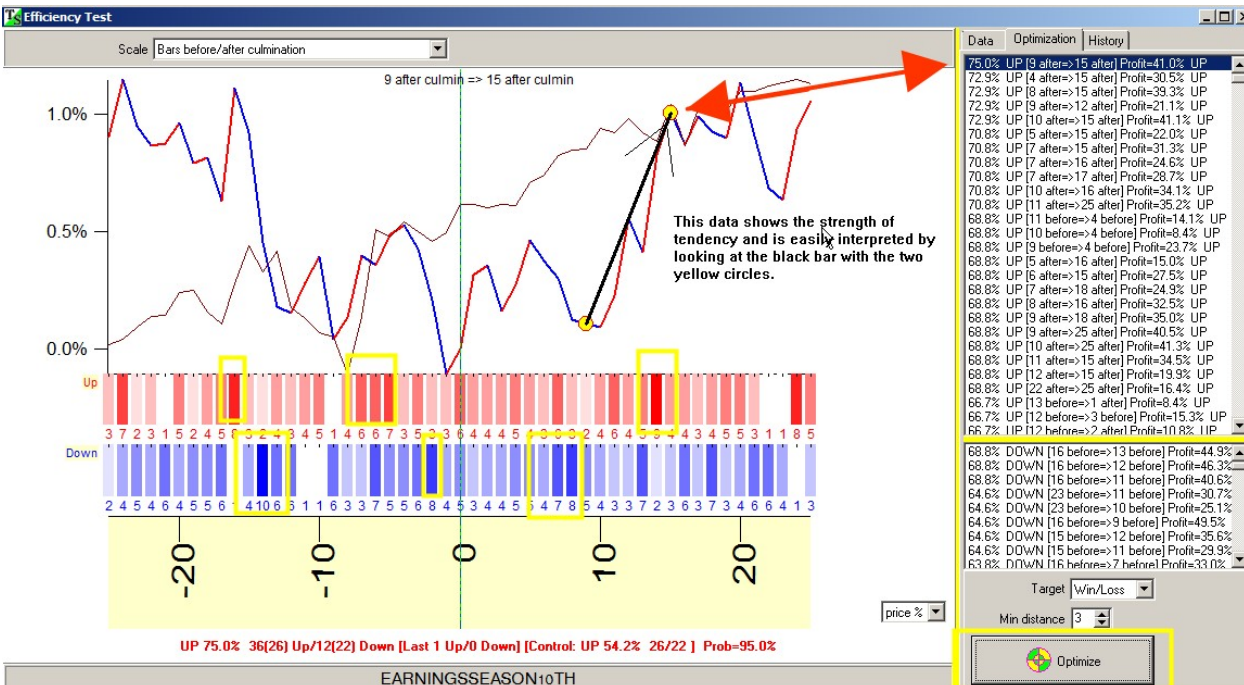 Efficiency Test
Scale Bars before/after culmination
Data Optimization History
9 after culmin => 15 after culmin
1.0%
0.5%
0.0%
This data shows the strength of
tendency and is easily interpreted by
looking at the black bar with the two
yellow circles.
Up
Down
-20 -10 0 10 20
price %
UP 75.0% 36(26) Up/12(22) Down [Last 1 Up/0 Down] [Control: UP 54.2% 26/22 ] Prob=95.0%
EARNINGSSEASON10TH
75.0% UP [9 after=>15 after] Profit=41.0% UP
72.9% UP [4 after=>15 after] Profit=30.5% UP
72.9% UP [8 after=>15 after] Profit=39.3% UP
72.9% UP [9 after=>12 after] Profit=21.1% UP
72.9% UP [10 after=>15 after] Profit=41.1% UP
70.8% UP [5 after=>15 after] Profit=22.0% UP
70.8% UP [7 after=>15 after] Profit=31.3% UP
70.8% UP [7 after=>16 after] Profit=24.6% UP
70.8% UP [7 after=>17 after] Profit=28.7% UP
70.8% UP [10 after=>16 after] Profit=34.1% UP
70.8% UP [11 after=>25 after] Profit=35.2% UP
68.8% UP [11 before=>4 before] Profit=14.1% UP
68.8% UP [10 before=>4 before] Profit=8.4% UP
68.8% UP [9 before=>4 before] Profit=23.7% UP
68.8% UP [5 after=>16 after] Profit=15.0% UP
68.8% UP [6 after=>15 after] Profit=27.5% UP
68.8% UP [7 after=>18 after] Profit=24.9% UP
68.8% UP [8 after=>16 after] Profit=32.5% UP
68.8% UP [9 after=>18 after] Profit=35.0% UP
68.8% UP [9 after=>25 after] Profit=40.5% UP
68.8% UP [10 after=>25 after] Profit=41.3% UP
68.8% UP [11 after=>15 after] Profit=34.5% UP
68.8% UP [12 after=>15 after] Profit=19.9% UP
68.8% UP [22 after=>25 after] Profit=16.4% UP
66.7% UP [13 before=>1 after] Profit=8.4% UP
66.7% UP [12 before=>3 before] Profit=15.3% UP
66.7% UP [12 before=>2 after] Profit=10.8% UP
68.8% DOWN [16 before=>13 before] Profit=44.9%
68.8% DOWN [16 before=>12 before] Profit=46.3%
68.8% DOWN [16 before=>11 before] Profit=40.6%
64.6% DOWN [23 before=>11 before] Profit=30.7%
64.6% DOWN [23 before=>10 before] Profit=25.1%
64.6% DOWN [16 before=>9 before] Profit=49.5%
64.6% DOWN [15 before=>12 before] Profit=35.6%
64.6% DOWN [15 before=>11 before] Profit=29.9%
63.8% DOWN [16 before=>7 before] Profit=33.0%
Target Win/Loss
Min distance 3
Optimize